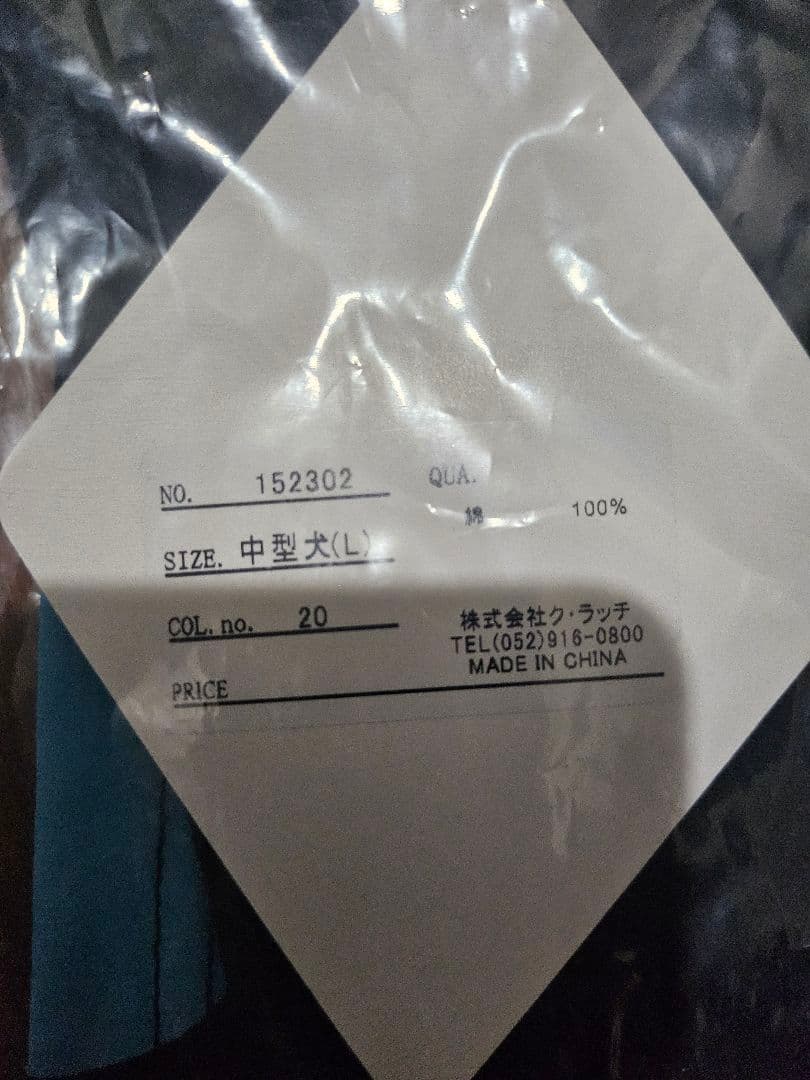 NO. 152302
QUA.
綿 100%
SIZE. 中型犬(L)
COL. no. 20
株式会社ク・ラッチ
TEL(052)916-0800
MADE IN CHINA
PRICE